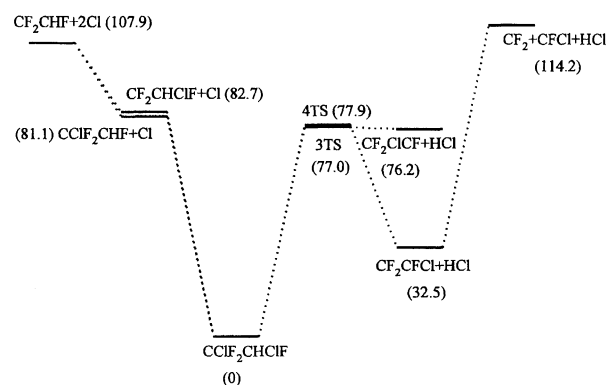 CF2CHF+2Cl (107.9)
CF2+CFCl+HCl
(114.2)
CF2CHClF+Cl (82.7)
(81.1) CClF2CHF+Cl
4TS (77.9)
3TS
(77.0)
CF2ClCF+HCl
(76.2)
CF2CFCl+HCl
(32.5)
CClF2CHClF
(0)